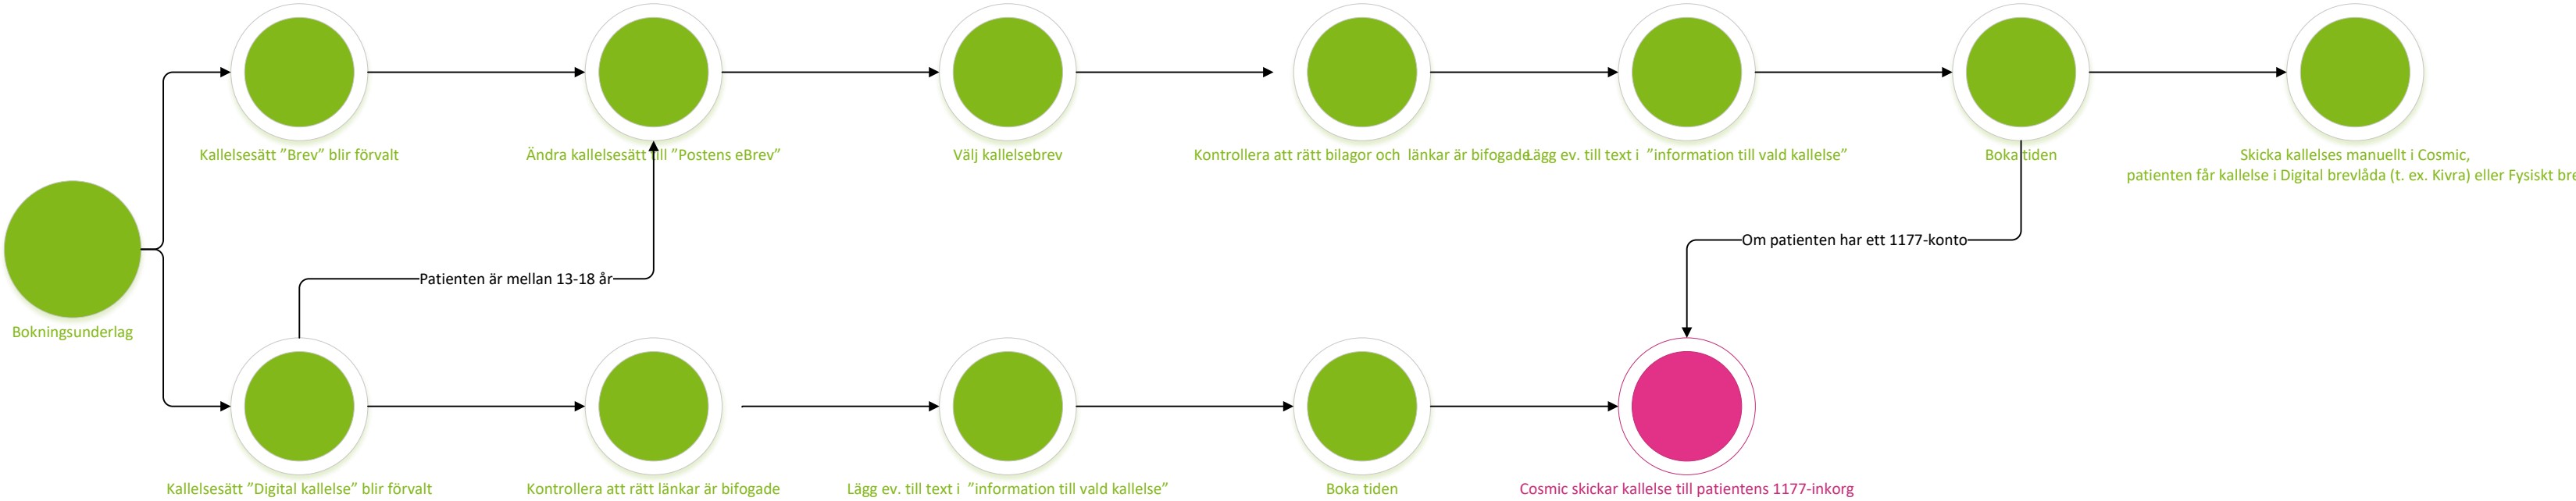 Kallelsesätt ”Brev” blir förvalt
Ändra kallelsesätt till ”Postens eBrev”
Välj kallelsebrev
Kontrollera att rätt bilagor och länkar är bifogade
Lägg ev. till text i ”information till vald kallelse”
Boka tiden
Skicka kallelses manuellt i Cosmic,
patienten får kallelse i Digital brevlåda (t. ex. Kivra) eller Fysiskt bre
Om patienten har ett 1177-konto
Patienten är mellan 13-18 år
Bokningsunderlag
Kallelsesätt ”Digital kallelse” blir förvalt
Kontrollera att rätt länkar är bifogade
Lägg ev. till text i ”information till vald kallelse”
Boka tiden
Cosmic skickar kallelse till patientens 1177-inkorg